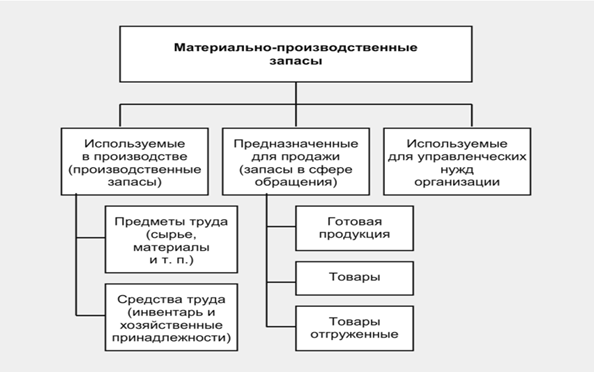 Материально-производственные
запасы
Используемые
в производстве
(производственные
запасы)
Предназначенные
для продажи
(запасы в сфере
обращения)
Используемые
для управленческих
нужд
организации
Предметы труда
(сырье,
материалы
и т. п.)
Средства труда
(инвентарь и
хозяйственные
принадлежности)
Готовая
продукция
Товары
Товары
отгруженные